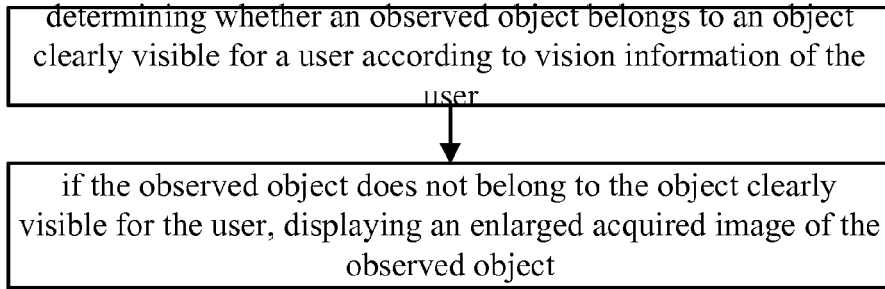 determining whether an observed object belongs to an object
clearly visible for a user according to vision information of the
user
if the observed object does not belong to the object clearly
visible for the user, displaying an enlarged acquired image of the
observed object